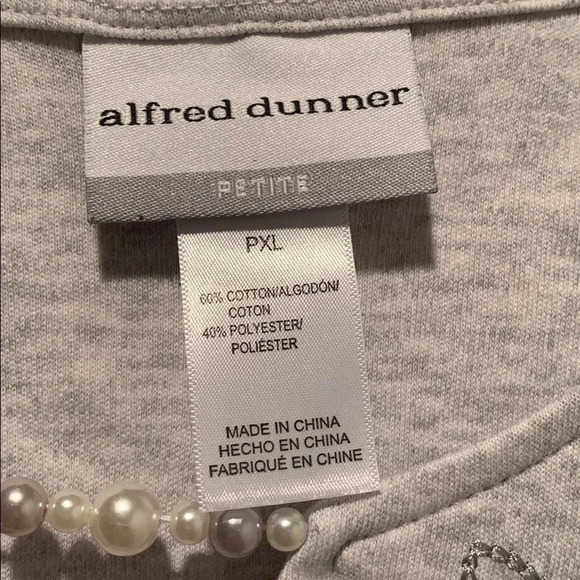 alfred dunner
PETITE
PXL
60% COTTON/ALGODÓN/
COTON
40% POLYESTER/
POLIÉSTER
MADE IN CHINA
HECHO EN CHINA
FABRIQUÉ EN CHINE